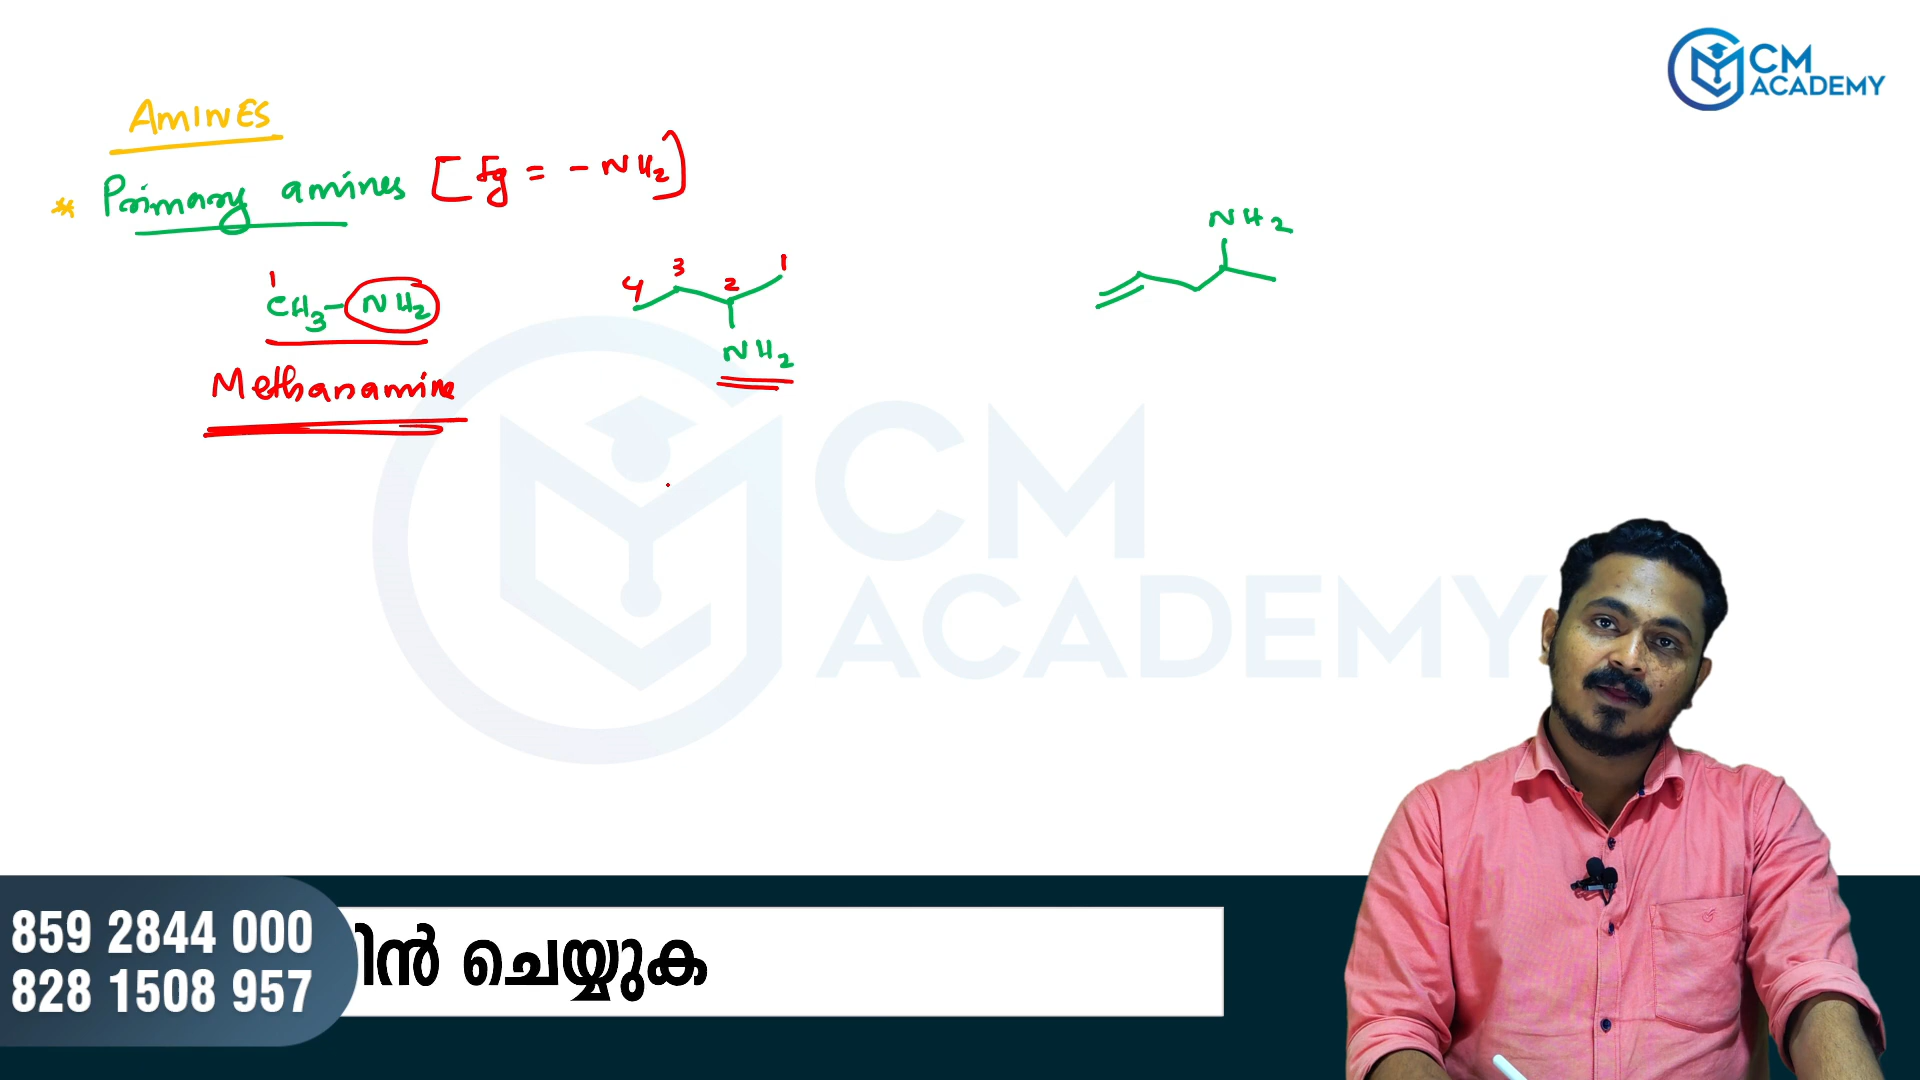 CM
ACADEMY
AMINES
* Primary amines [Fg = -NH2]
1
CH3-NH2
Methanamine
4 3 2 1
NH2
NH2
CM
ACADEMY
859 2844 000
828 1508 957
ിൻ ചെയ്യുക